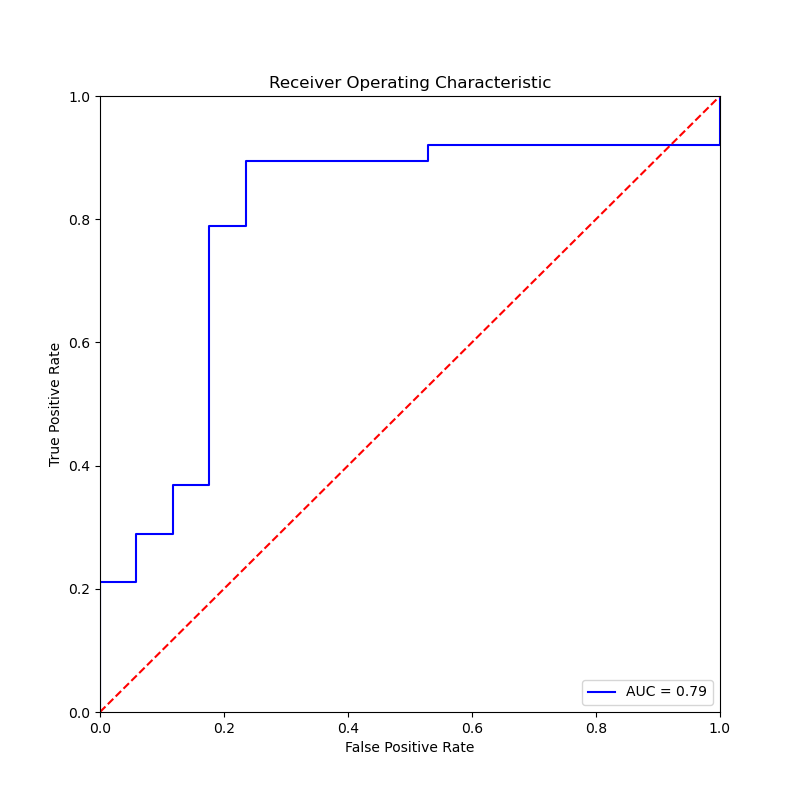 Receiver Operating Characteristic
1.0
0.8
0.6
0.4
0.2
0.0
True Positive Rate
AUC = 0.79
0.0 0.2 0.4 0.6 0.8 1.0
False Positive Rate